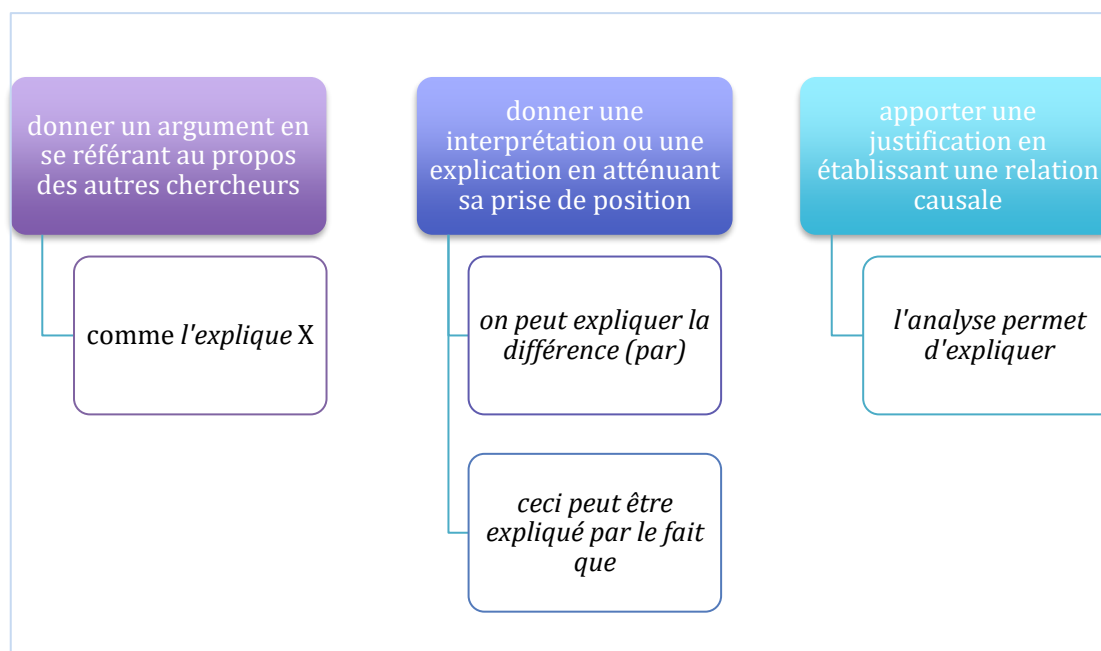 donner un argument en
se référant au propos
des autres chercheurs
comme l'explique X
donner une
interprétation ou une
explication en atténuant
sa prise de position
on peut expliquer la
différence (par)
ceci peut être
expliqué par le fait
que
apporter une
justification en
établissant une relation
causale
l'analyse permet
d'expliquer